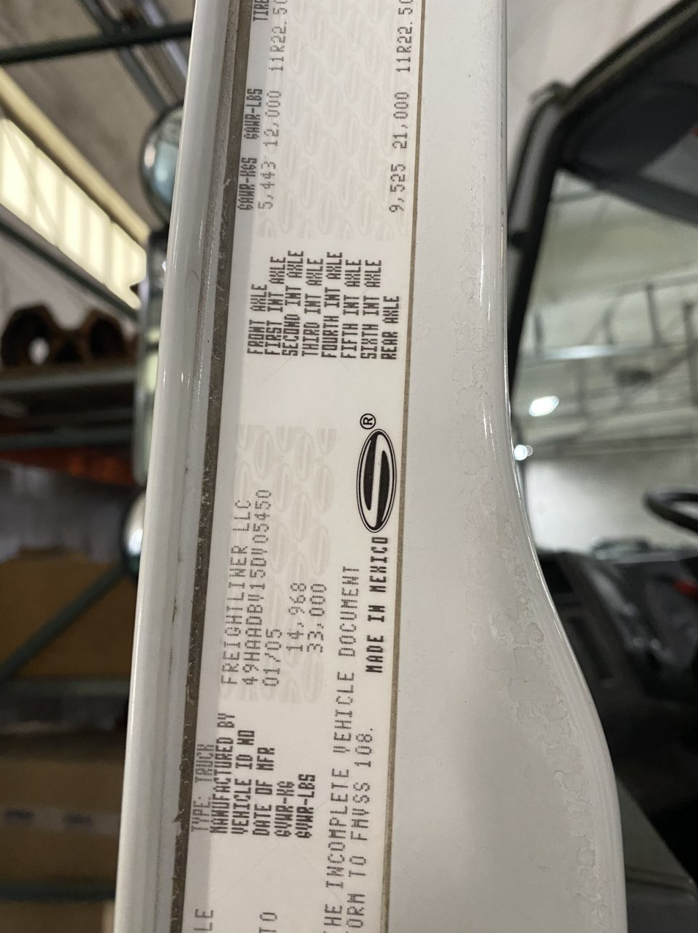 TYPE: TRUCK
MANUFACTURED BY FREIGHTLINER LLC
VEHICLE ID NO 49HAADBV15DV05450
DATE OF MFR 01/05
GVWR-KG 14,968
GVWR-LBS 33,000
HE INCOMPLETE VEHICLE DOCUMENT
ORM TO FMVSS 108.
MADE IN MEXICO
S®
GAWR-KGS GAWR-LBS TIRE
FRONT AXLE 5,443 12,000 11R22.5
FIRST INT AXLE
SECOND INT AXLE
THIRD INT AXLE
FOURTH INT AXLE
FIFTH INT AXLE
SIXTH INT AXLE
REAR AXLE 9,525 21,000 11R22.5